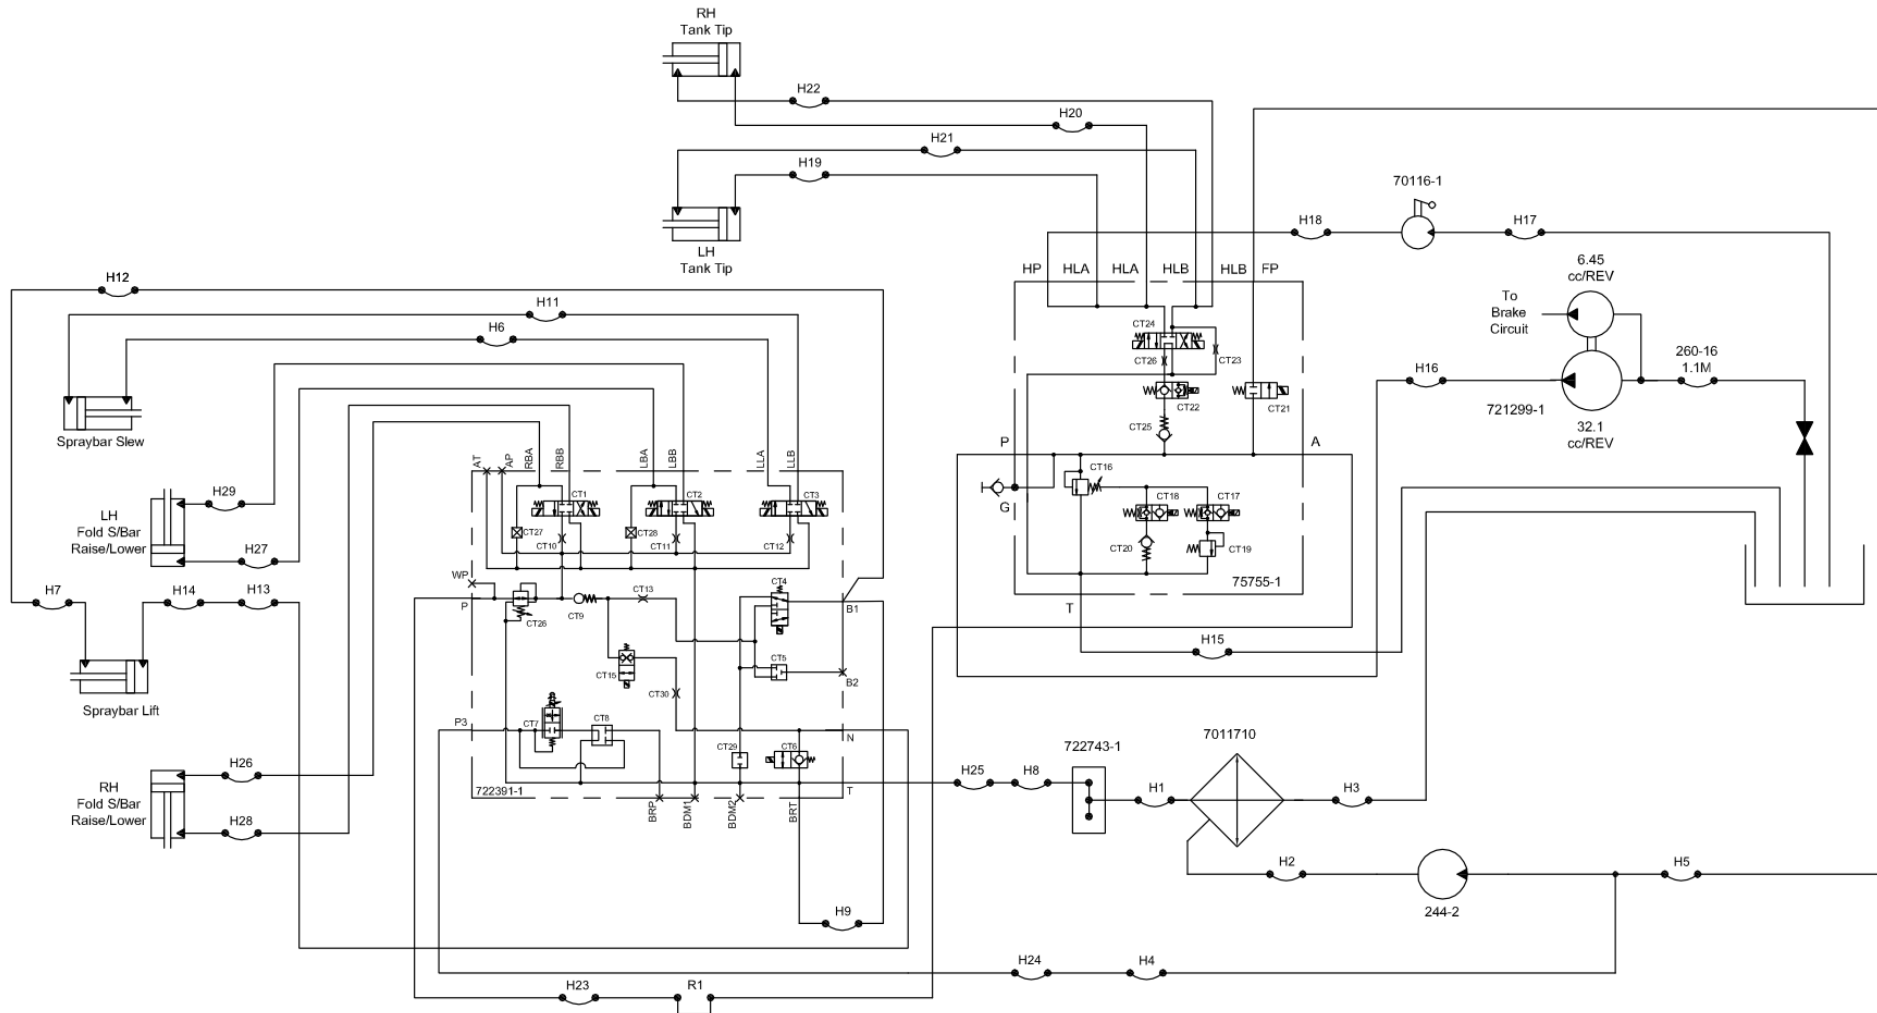 RH
Tank Tip
H22
H20
H21
H19
LH
Tank Tip
70116-1
H18
H17
6.45
cc/REV
To
Brake
Circuit
260-16
1.1M
H16
721299-1
32.1
cc/REV
HP
HLA
HLA
HLB
HLB
FP
CT24
CT26
CT23
CT22
CT21
CT25
P
A
G
CT16
CT18
CT17
CT20
CT19
75755-1
T
H15
H12
H11
H6
Spraybar Slew
H29
LH
Fold S/Bar
Raise/Lower
H27
H7
H14
H13
Spraybar Lift
H26
RH
Fold S/Bar
Raise/Lower
H28
AT
AP
RBA
RBB
LBA
LBB
LLA
LLB
CT1
CT2
CT3
CT27
CT10
CT28
CT11
CT12
WP
P
CT26
CT9
CT13
CT4
B1
CT15
CT5
B2
CT30
P3
CT7
CT8
CT29
CT6
N
722391-1
T
BRP
BDM1
BDM2
BRT
H9
H25
H8
722743-1
H1
7011710
H3
H2
244-2
H5
H24
H4
H23
R1